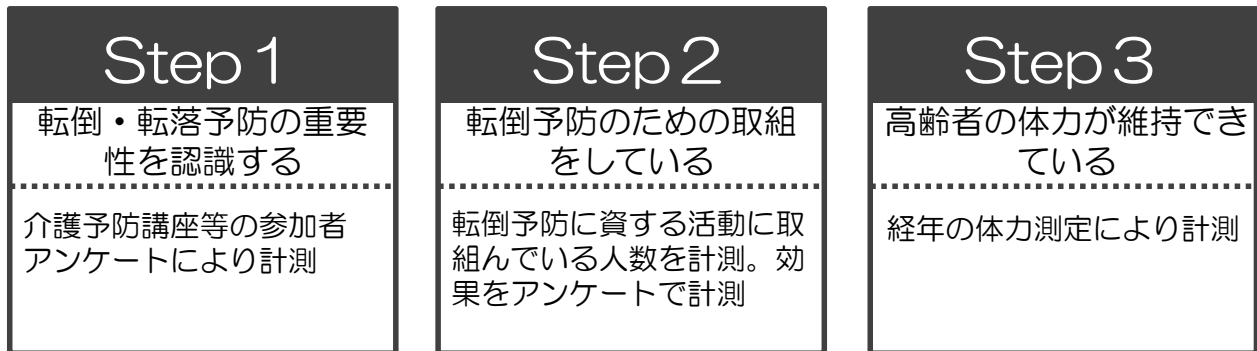 Step１
転倒・転落予防の重要
性を認識する
介護予防講座等の参加者
アンケートにより計測
Step２
転倒予防のための取組
をしている
転倒予防に資する活動に取
組んでいる人数を計測。効
果をアンケートで計測
Step３
高齢者の体力が維持でき
ている
経年の体力測定により計測